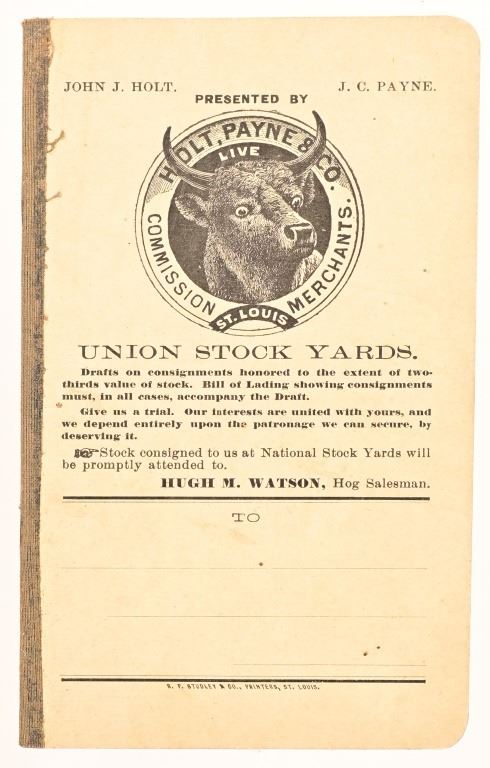 JOHN J. HOLT. J. C. PAYNE.
PRESENTED BY
HOLT, PAYNE & CO.
LIVE
COMMISSION MERCHANTS.
ST. LOUIS
UNION STOCK YARDS.
Drafts on consignments honored to the extent of two-
thirds value of stock. Bill of Lading showing consignments
must, in all cases, accompany the Draft.
Give us a trial. Our interests are united with yours, and
we depend entirely upon the patronage we can secure, by
deserving it.
☞Stock consigned to us at National Stock Yards will
be promptly attended to.
HUGH M. WATSON, Hog Salesman.
TO
R. P. STUDLEY & CO., PRINTERS, ST. LOUIS.